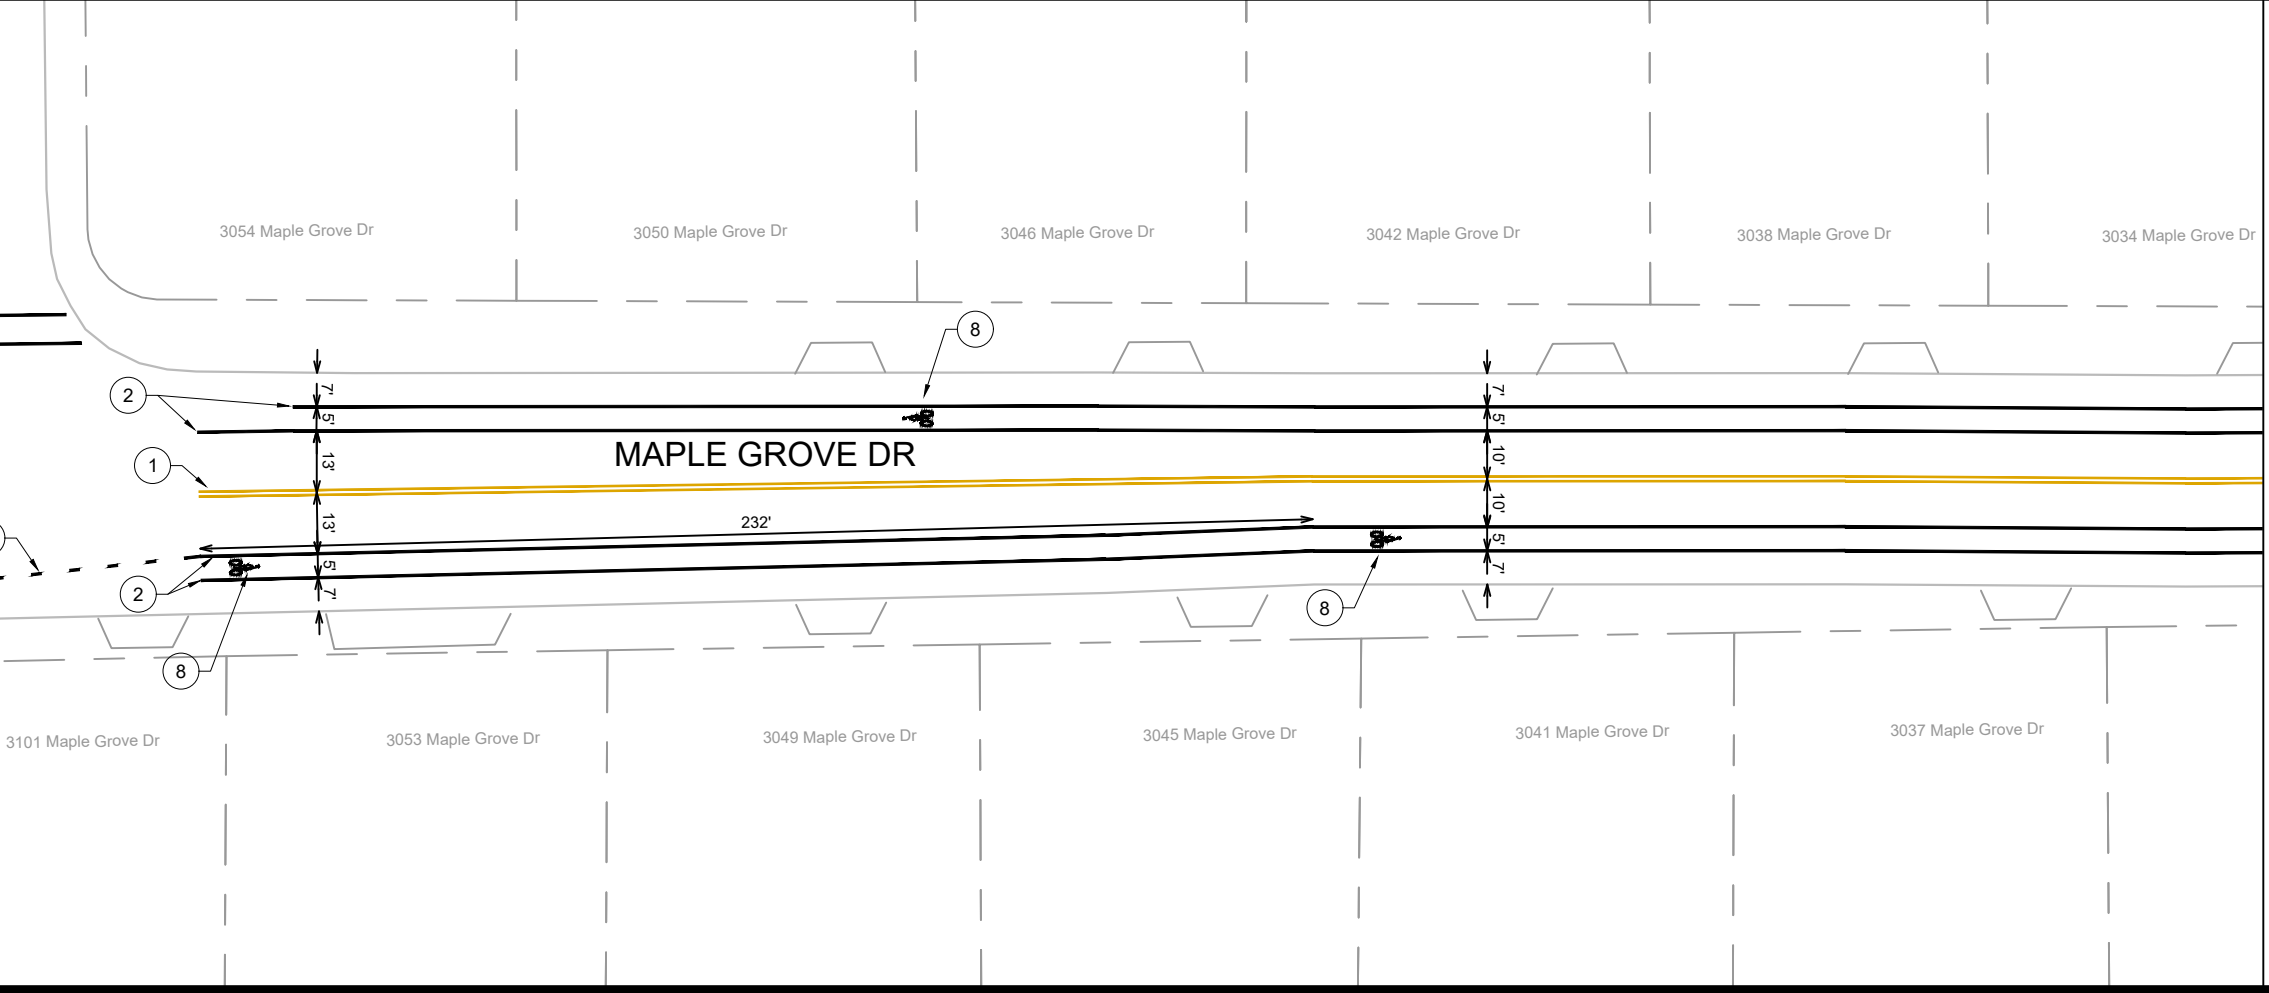 3054 Maple Grove Dr
3050 Maple Grove Dr
3046 Maple Grove Dr
3042 Maple Grove Dr
3038 Maple Grove Dr
3034 Maple Grove Dr
8
2
7'
5'
13'
13'
5'
7'
7'
5'
10'
10'
5'
7'
MAPLE GROVE DR
1
232'
2
8
8
3101 Maple Grove Dr
3053 Maple Grove Dr
3049 Maple Grove Dr
3045 Maple Grove Dr
3041 Maple Grove Dr
3037 Maple Grove Dr